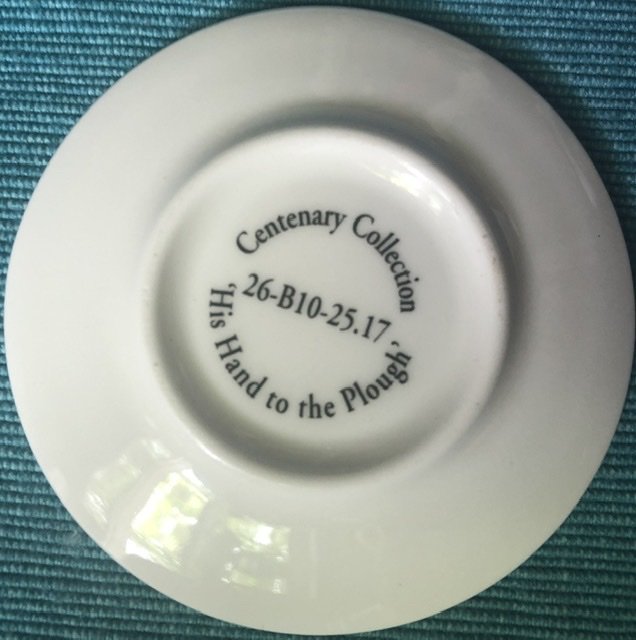 Centenary Collection
26-B10-25.17
'His Hand to the Plough'